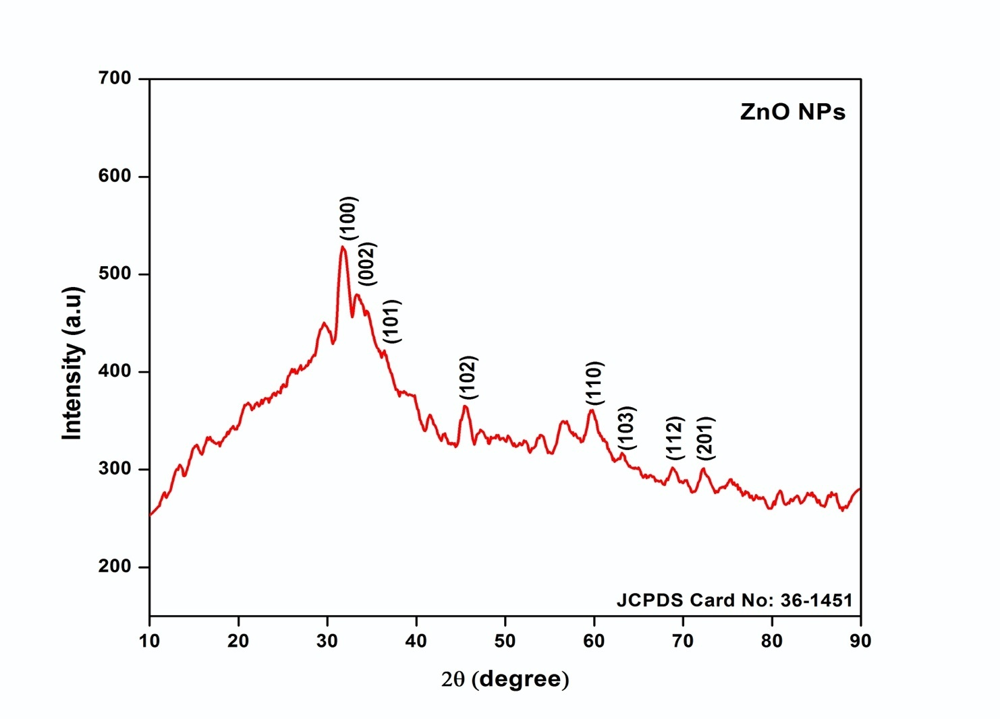 700
ZnO NPs
600
(100)
(002)
500
(101)
Intensity (a.u)
(102)
(110)
400
(103)
(112)
(201)
300
200
JCPDS Card No: 36-1451
10 20 30 40 50 60 70 80 90
2θ (degree)